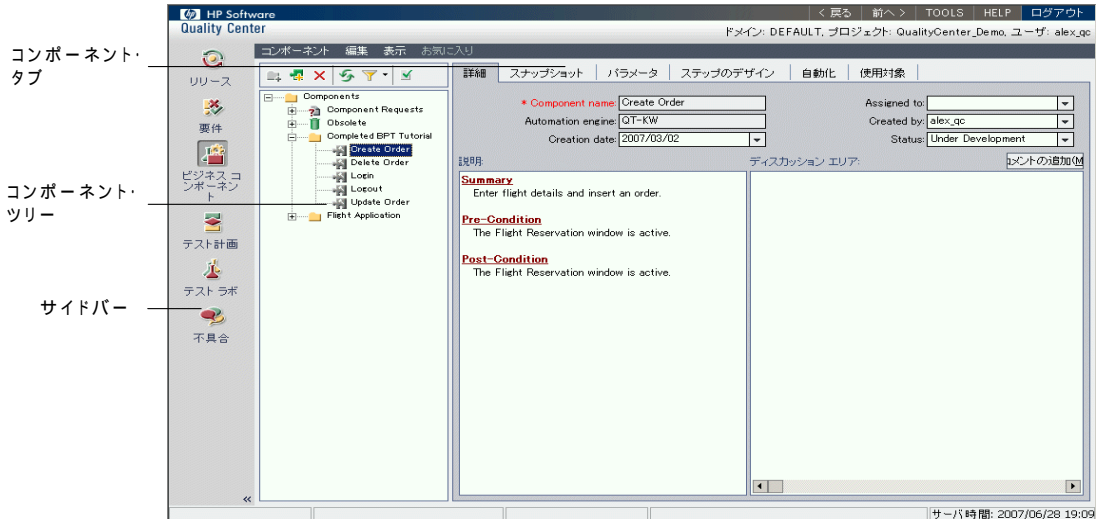 HP Software
< 戻る 前へ > TOOLS HELP ログアウト
Quality Center
ドメイン: DEFAULT, プロジェクト: QualityCenter_Demo, ユーザ: alex_qc
コンポーネント 編集 表示 お気に入り
コンポーネント・
タブ
リリース
要件
ビジネス コ
ンポーネン
ト
テスト計画
テスト ラボ
不具合
コンポーネント・
ツリー
サイドバー
Components
Component Requests
Obsolete
Completed BPT Tutorial
Create Order
Delete Order
Login
Logout
Update Order
Flight Application
詳細 スナップショット パラメータ ステップのデザイン 自動化 使用対象
* Component name: Create Order
Assigned to:
Automation engine: QT-KW
Created by: alex_qc
Creation date: 2007/03/02
Status: Under Development
説明:
ディスカッション エリア:
コメントの追加(M
Summary
Enter flight details and insert an order.
Pre-Condition
The Flight Reservation window is active.
Post-Condition
The Flight Reservation window is active.
«
サーバ時間: 2007/06/28 19:09